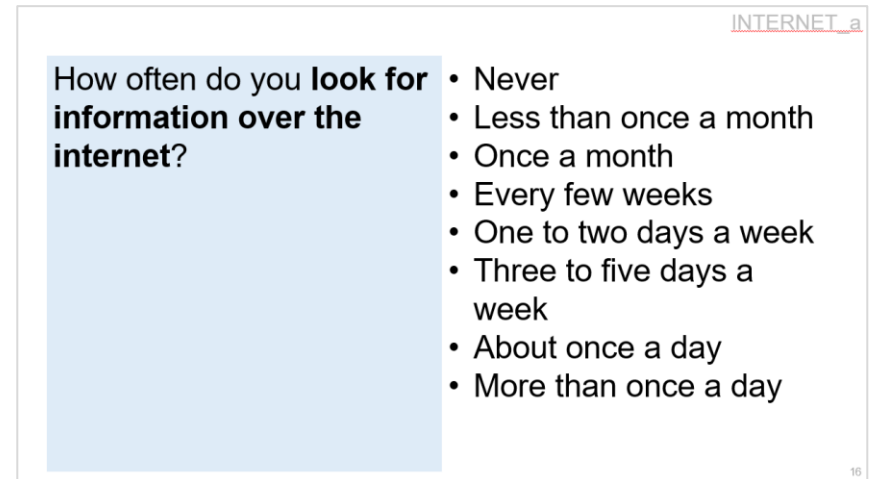 INTERNET_a
How often do you look for
information over the
internet?
• Never
• Less than once a month
• Once a month
• Every few weeks
• One to two days a week
• Three to five days a
week
• About once a day
• More than once a day
16